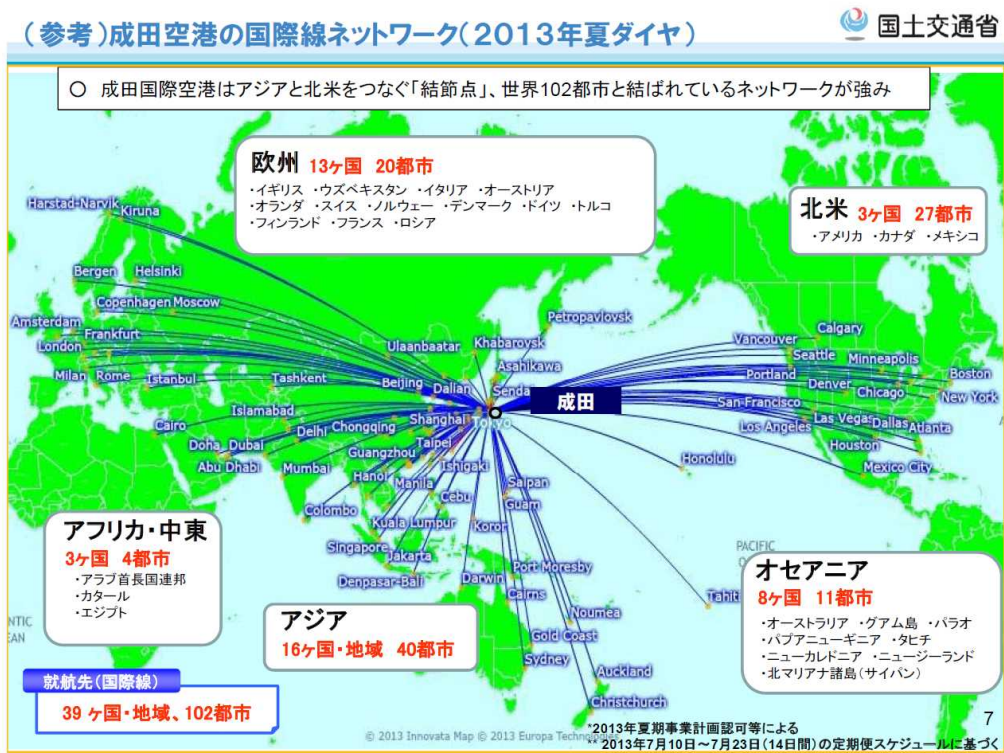 (参考)成田空港の国際線ネットワーク(2013年夏ダイヤ)
国土交通省
○ 成田国際空港はアジアと北米をつなぐ「結節点」、世界102都市と結ばれているネットワークが強み
欧州 13ヶ国 20都市
・イギリス ・ウズベキスタン ・イタリア ・オーストリア
・オランダ ・スイス ・ノルウェー ・デンマーク ・ドイツ ・トルコ
・フィンランド ・フランス ・ロシア
北米 3ヶ国 27都市
・アメリカ ・カナダ ・メキシコ
Harstad-Narvik
Kiruna
Bergen
Helsinki
Copenhagen
Moscow
Amsterdam
Frankfurt
London
Milan
Rome
Istanbul
Tashkent
Ulaanbaatar
Khabarovsk
Petropavlovsk
Asahikawa
Beijing
Dalian
Senda
成田
Tokyo
Vancouver
Calgary
Seattle
Minneapolis
Portland
Boston
Denver
Chicago
New York
San-Francisco
Las Vegas
Dallas
Atlanta
Los Angeles
Houston
Mexico City
Honolulu
Cairo
Islamabad
Delhi
Chongqing
Shanghai
Doha
Dubai
Taipei
Abu Dhabi
Mumbai
Guangzhou
Hanoi
Manila
Ishigaki
Cebu
Saipan
Guam
Colombo
Kuala Lumpur
Koror
Singapore
Jakarta
Denpasar-Bali
Darwin
Port Moresby
Cairns
Noumea
Gold Coast
Sydney
Auckland
Christchurch
Tahiti
PACIFIC
NTIC
EAN
アフリカ・中東
3ヶ国 4都市
・アラブ首長国連邦
・カタール
・エジプト
アジア
16ヶ国・地域 40都市
オセアニア
8ヶ国 11都市
・オーストラリア ・グアム島 ・パラオ
・パプアニューギニア ・タヒチ
・ニューカレドニア ・ニュージーランド
・北マリアナ諸島(サイパン)
就航先(国際線)
39 ヶ国・地域、102都市
© 2013 Innovata Map © 2013 Europa Technologies
*2013年夏期事業計画認可等による
** 2013年7月10日~7月23日(14日間)の定期便スケジュールに基づく
7